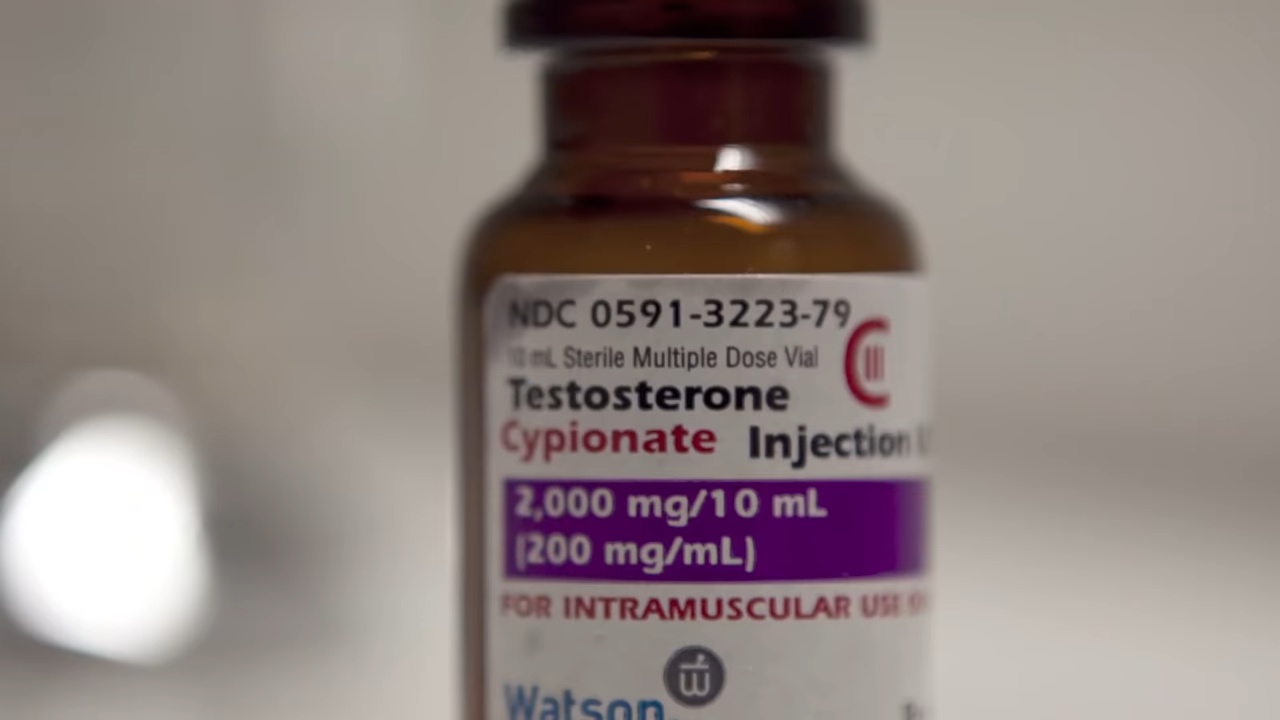 NDC 0591-3223-79
10 mL Sterile Multiple Dose Vial
CIII
Testosterone
Cypionate Injection
2,000 mg/10 mL
(200 mg/mL)
FOR INTRAMUSCULAR USE
Watson